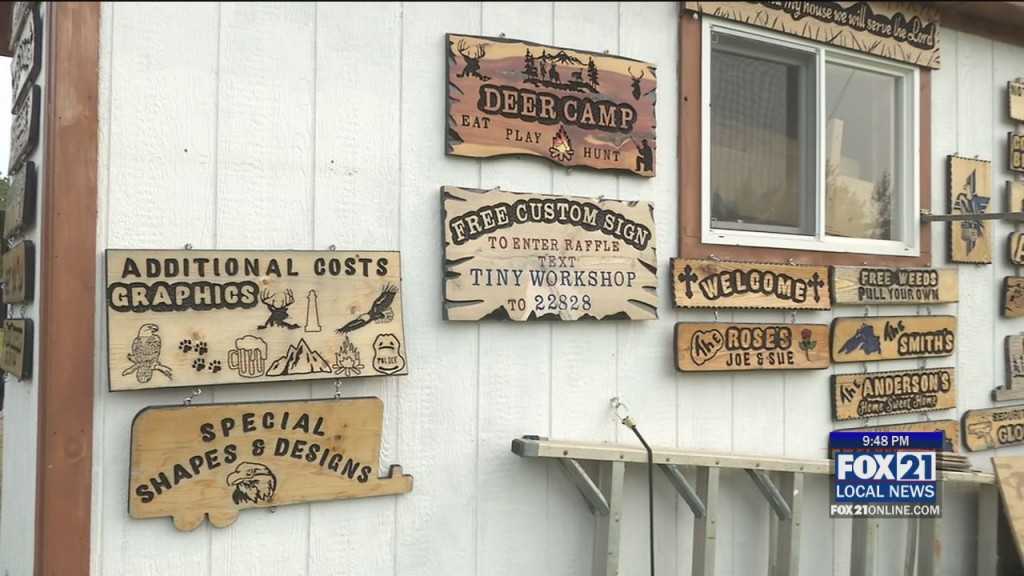 my house we will serve the Lord
DEER CAMP
EAT PLAY HUNT
FREE CUSTOM SIGN
TO ENTER RAFFLE
TEXT
TINY WORKSHOP
TO 22828
ADDITIONAL COSTS
GRAPHICS
POLICE
SPECIAL
SHAPES & DESIGNS
WELCOME
FREE WEEDS
PULL YOUR OWN
The ROSE'S
JOE & SUE
The SMITH'S
The ANDERSON'S
Home Sweet Home
9:48 PM
FOX21
LOCAL NEWS
FOX21ONLINE.COM